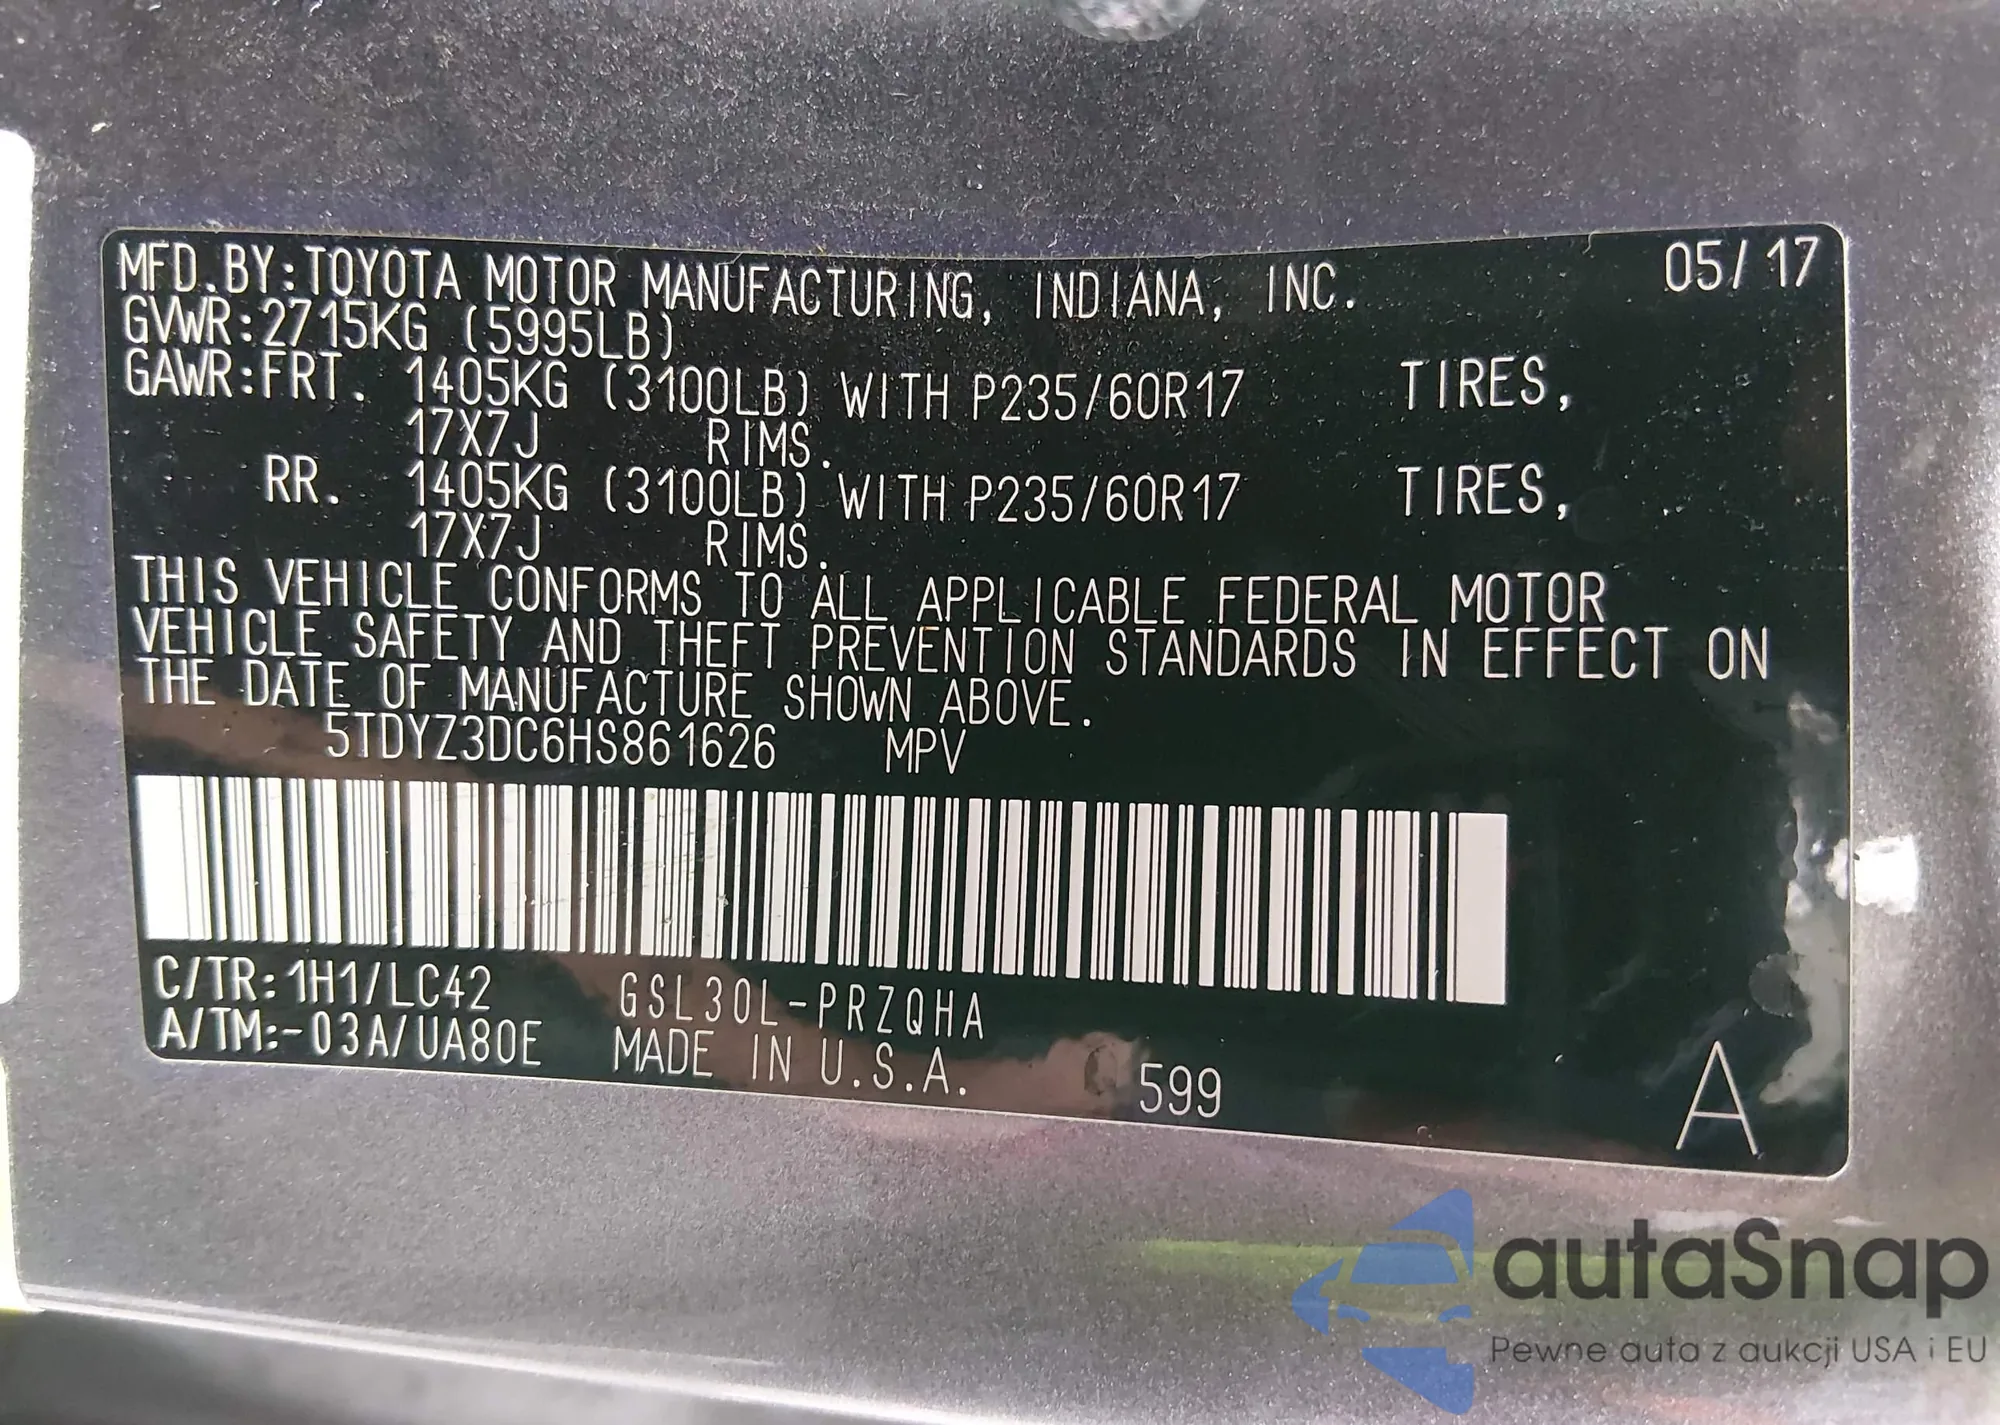 MFD.BY:TOYOTA MOTOR MANUFACTURING, INDIANA, INC. 05/17
GVWR:2715KG (5995LB)
GAWR:FRT. 1405KG (3100LB) WITH P235/60R17 TIRES,
17X7J RIMS.
RR. 1405KG (3100LB) WITH P235/60R17 TIRES,
17X7J RIMS.
THIS VEHICLE CONFORMS TO ALL APPLICABLE FEDERAL MOTOR
VEHICLE SAFETY AND THEFT PREVENTION STANDARDS IN EFFECT ON
THE DATE OF MANUFACTURE SHOWN ABOVE.
5TDYZ3DC6HS861626 MPV
C/TR:1H1/LC42 GSL30L-PRZQHA
A/TM:-03A/UA80E MADE IN U.S.A. 599 A
autaSnap
Pewne auta z aukcji USA i EU